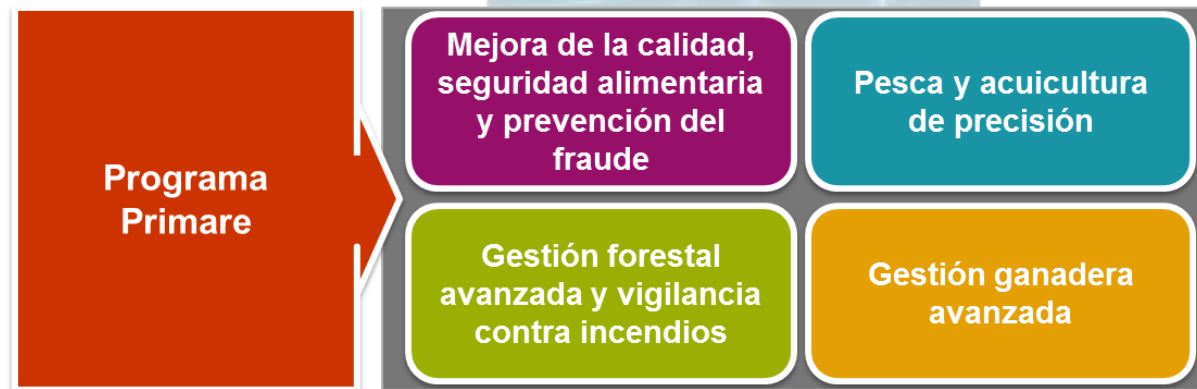 Programa
Primare
Mejora de la calidad,
seguridad alimentaria
y prevención del
fraude
Pesca y acuicultura
de precisión
Gestión forestal
avanzada y vigilancia
contra incendios
Gestión ganadera
avanzada